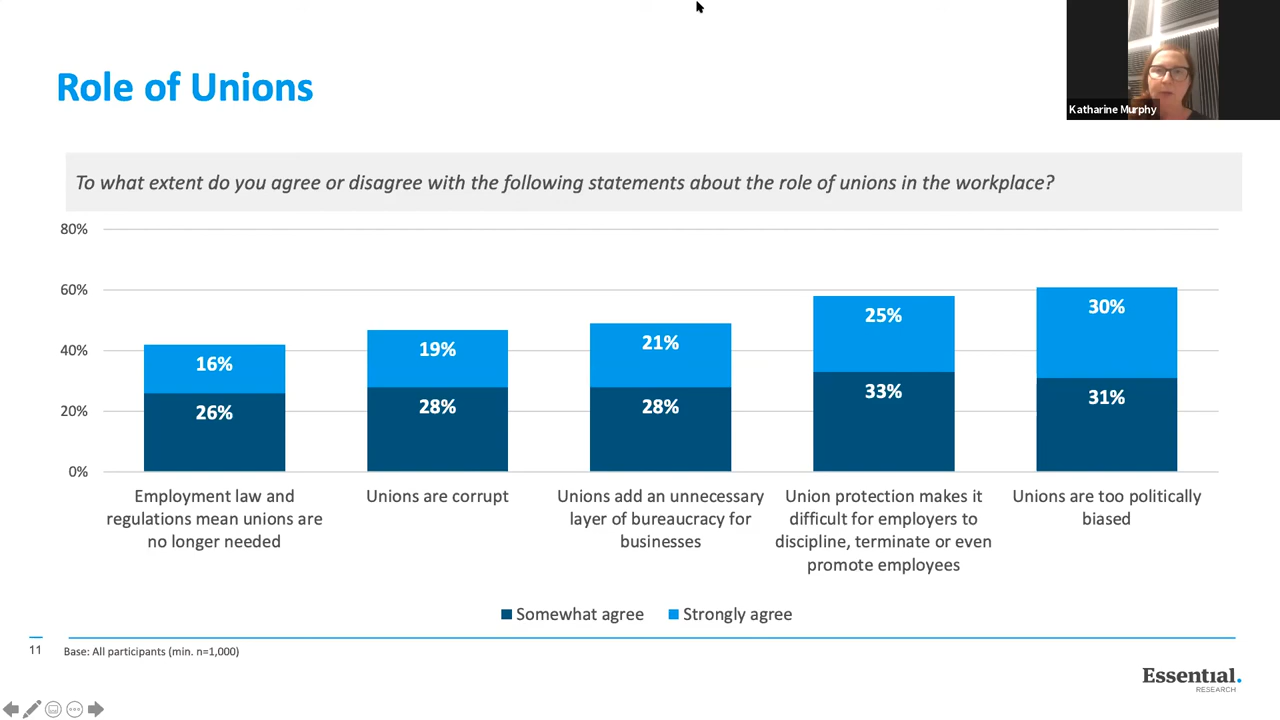 Role of Unions
Katharine Murphy
To what extent do you agree or disagree with the following statements about the role of unions in the workplace?
80%
60%
40%
20%
0%
16%
26%
19%
28%
21%
28%
25%
33%
30%
31%
Employment law and
regulations mean unions are
no longer needed
Unions are corrupt
Unions add an unnecessary
layer of bureaucracy for
businesses
Union protection makes it
difficult for employers to
discipline, terminate or even
promote employees
Unions are too politically
biased
Somewhat agree
Strongly agree
11
Base: All participants (min. n=1,000)
Essential.
RESEARCH